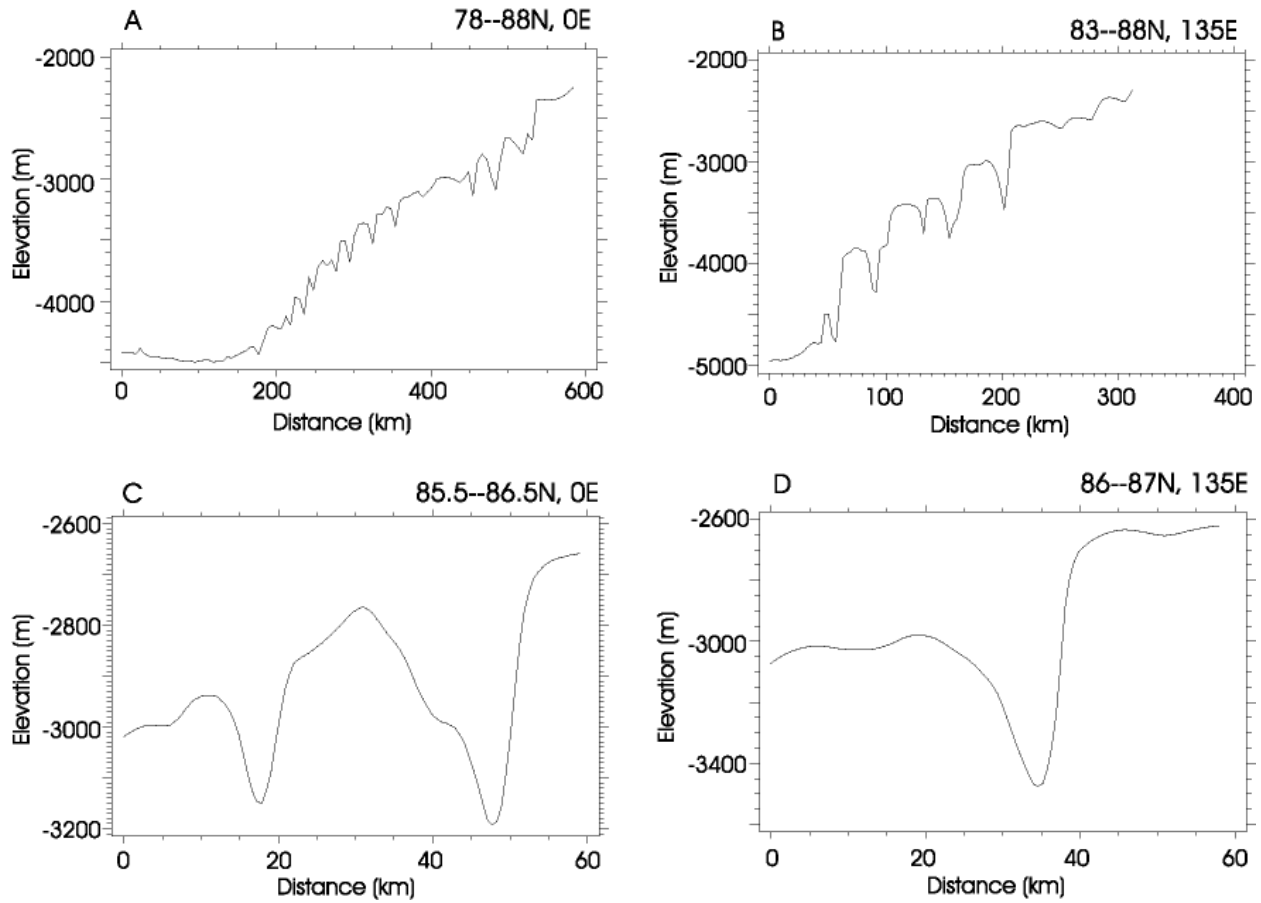 A
78--88N, 0E
-2000
-3000
-4000
Elevation (m)
0
200
400
600
Distance (km)
B
83--88N, 135E
-2000
-3000
-4000
-5000
Elevation (m)
0
100
200
300
400
Distance (km)
C
85.5--86.5N, 0E
-2600
-2800
-3000
-3200
Elevation (m)
0
20
40
60
Distance (km)
D
86--87N, 135E
-2600
-3000
-3400
Elevation (m)
0
20
40
60
Distance (km)